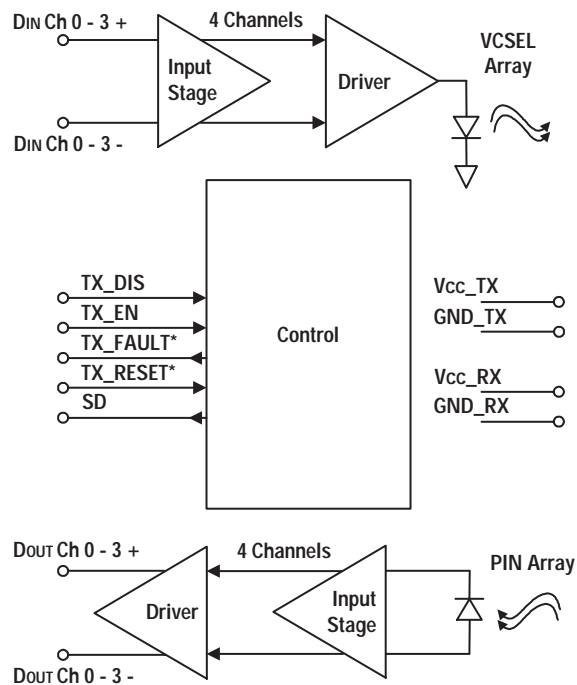 DIN Ch 0 - 3 +
4 Channels
Input
Stage
Driver
VCSEL
Array
DIN Ch 0 - 3 -
TX_DIS
TX_EN
TX_FAULT*
TX_RESET*
SD
Control
VCC_TX
GND_TX
VCC_RX
GND_RX
DOUT Ch 0 - 3 +
4 Channels
Driver
Input
Stage
PIN Array
DOUT Ch 0 - 3 -